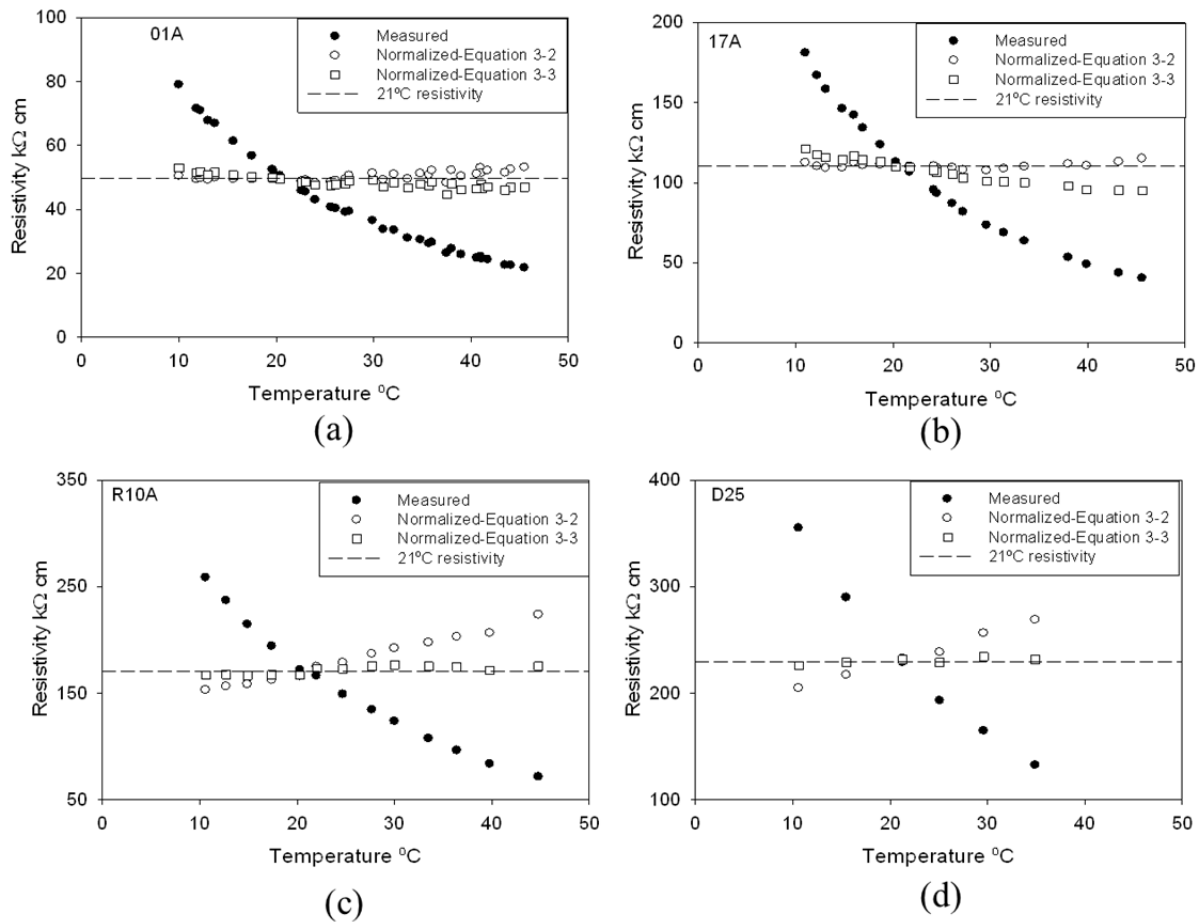 01A
Measured
Normalized-Equation 3-2
Normalized-Equation 3-3
21ºC resistivity
Resistivity kΩ cm
100
80
60
40
20
0
0 10 20 30 40 50
Temperature ⁰C
(a)
17A
Measured
Normalized-Equation 3-2
Normalized-Equation 3-3
21ºC resistivity
Resistivity kΩ cm
200
150
100
50
0
0 10 20 30 40 50
Temperature ⁰C
(b)
R10A
Measured
Normalized-Equation 3-2
Normalized-Equation 3-3
21ºC resistivity
Resistivity kΩ cm
350
250
150
50
0 10 20 30 40 50
Temperature ⁰C
(c)
D25
Measured
Normalized-Equation 3-2
Normalized-Equation 3-3
21ºC resistivity
Resistivity kΩ cm
400
300
200
100
0 10 20 30 40 50
Temperature ⁰C
(d)